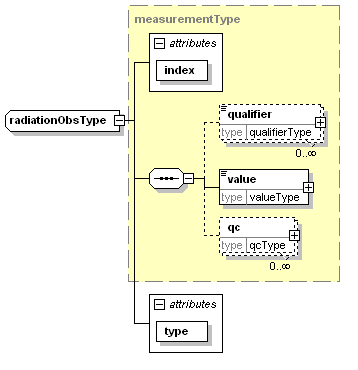 measurementType
attributes
index
radiationObsType
qualifier
type qualifierType
0..∞
value
type valueType
qc
type qcType
0..∞
attributes
type